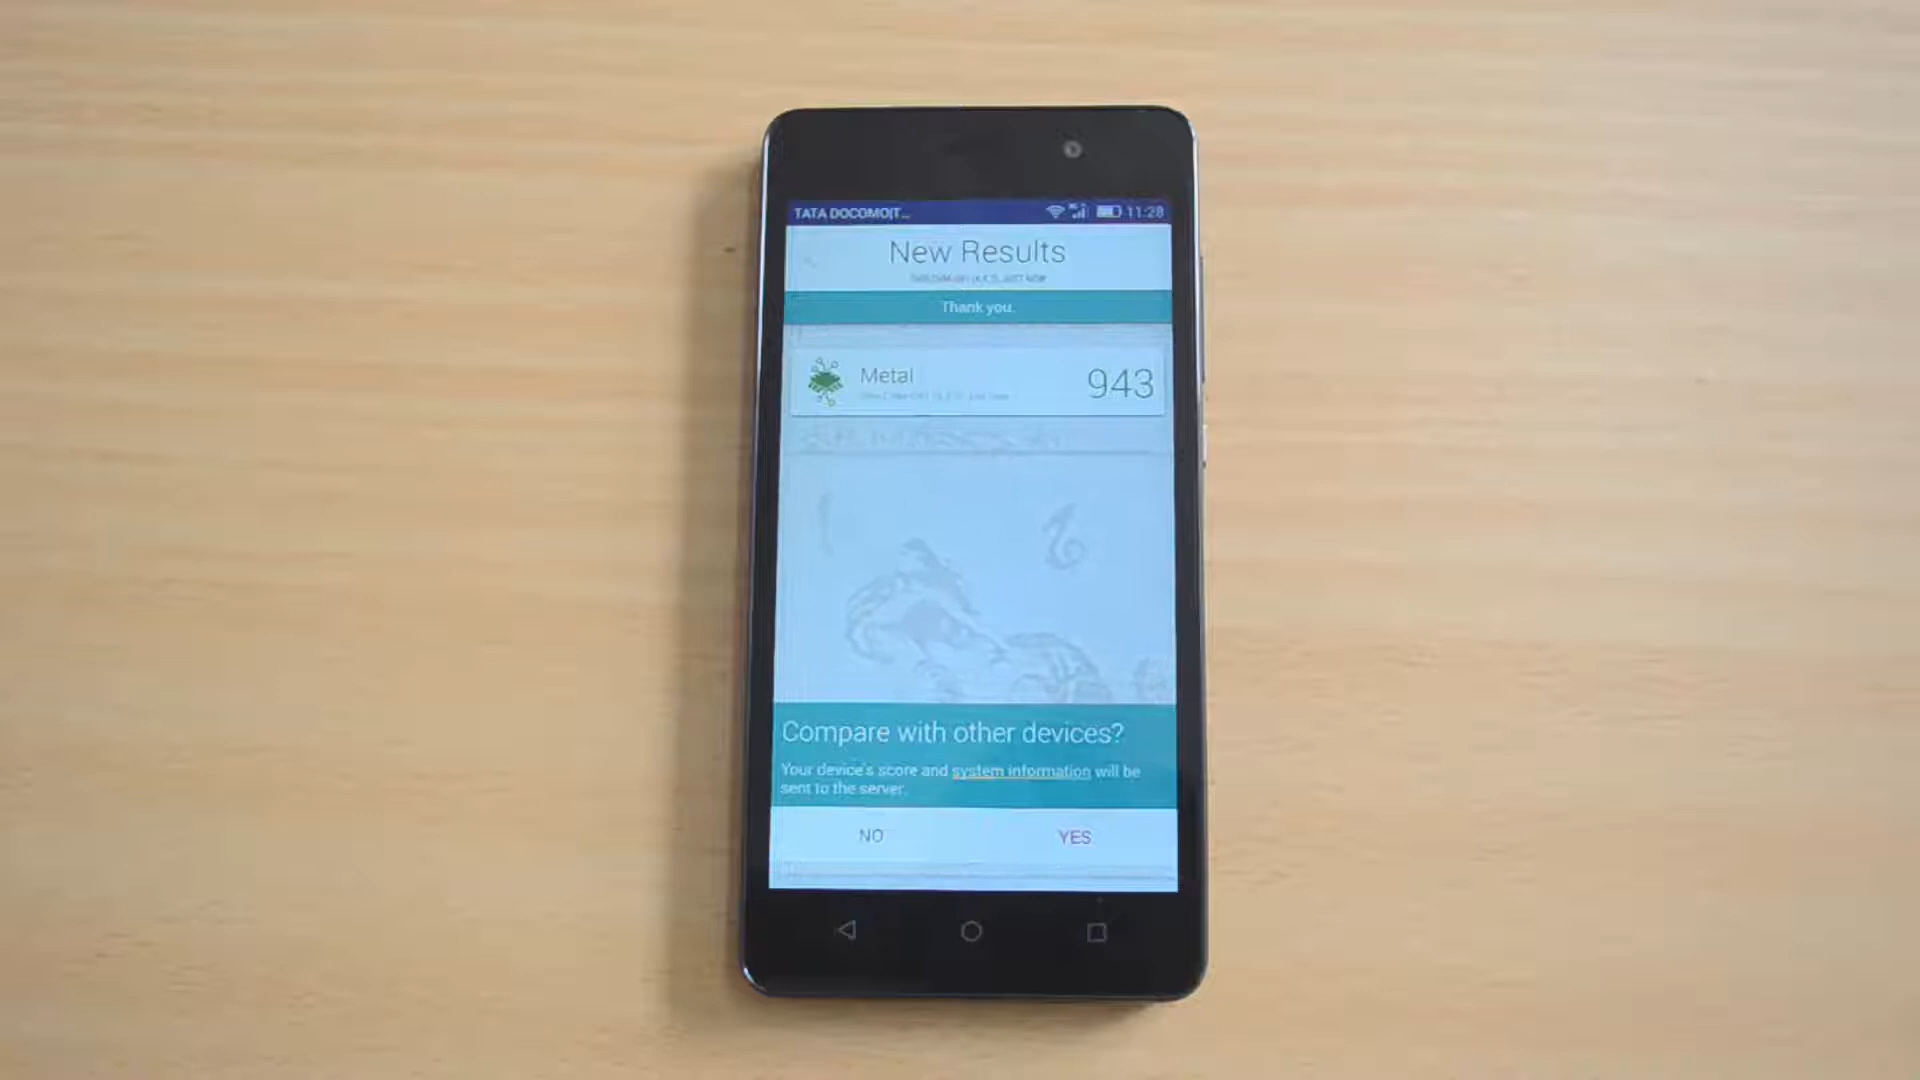 TATA DOCOMO|T...
11:28
New Results
Thank you.
Metal
943
Compare with other devices?
Your device's score and system information will be
sent to the server.
NO
YES